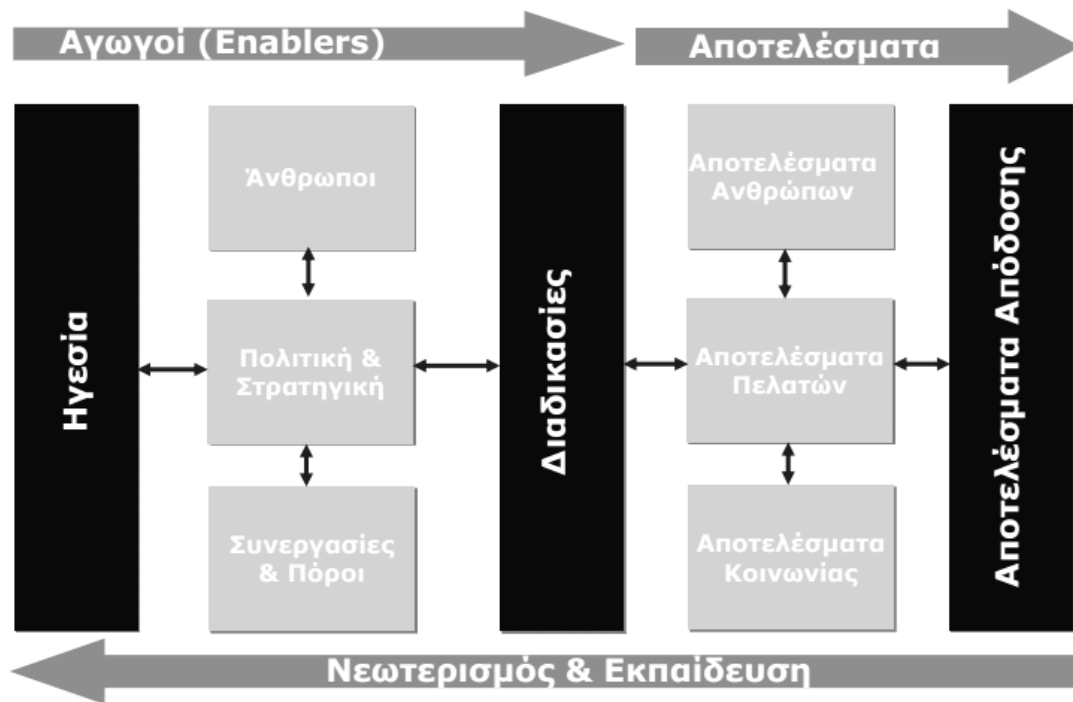 Αγωγοί (Enablers)
Αποτελέσματα
Ηγεσία
Άνθρωποι
Πολιτική &
Στρατηγική
Συνεργασίες
& Πόροι
Διαδικασίες
Αποτελέσματα
Ανθρώπων
Αποτελέσματα
Πελατών
Αποτελέσματα
Κοινωνίας
Αποτελέσματα Απόδοσης
Νεωτερισμός & Εκπαίδευση